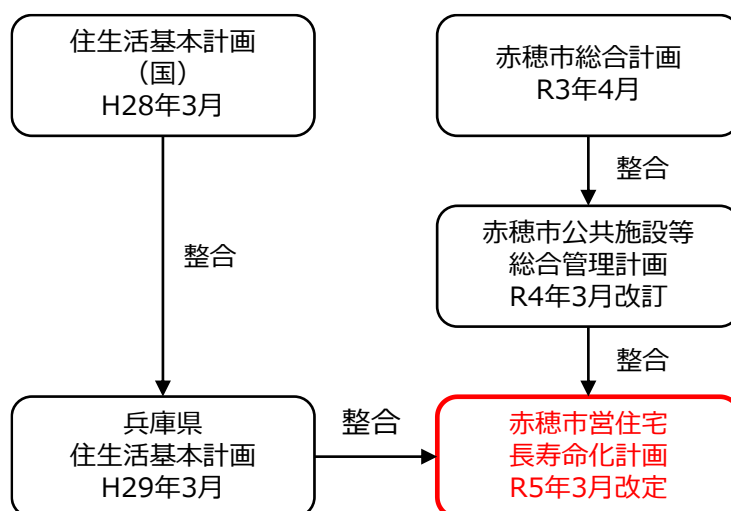 住生活基本計画
（国）
H28年3月
赤穂市総合計画
R3年4月
整合
赤穂市公共施設等
総合管理計画
R4年3月改訂
整合
整合
兵庫県
住生活基本計画
H29年3月
整合
赤穂市営住宅
長寿命化計画
R5年3月改定